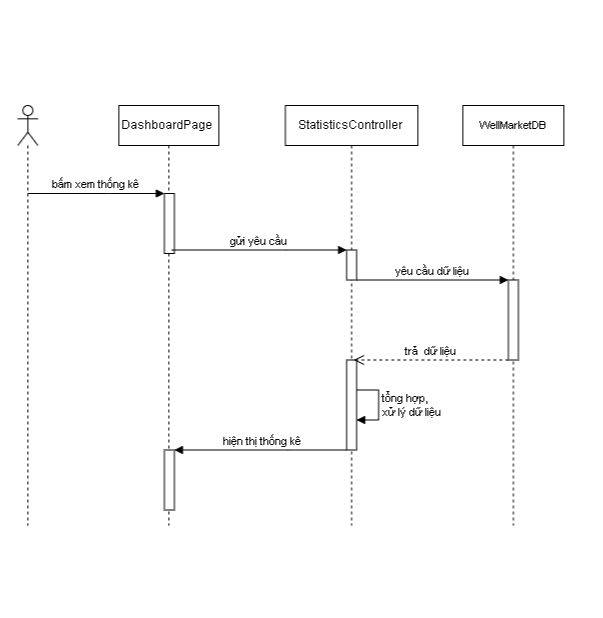 DashboardPage
StatisticsController
WellMarketDB
bấm xem thống kê
gửi yêu cầu
yêu cầu dữ liệu
trả dữ liệu
tổng hợp,
xử lý dữ liệu
hiện thị thống kê